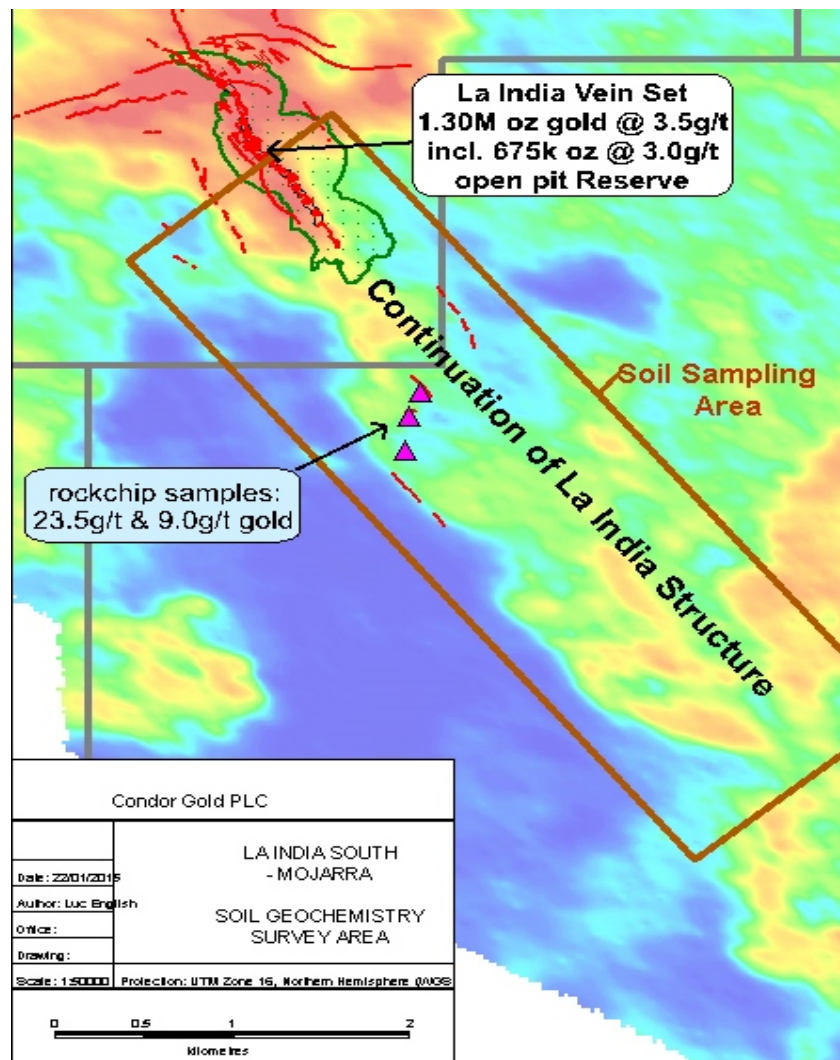 La India Vein Set
1.30M oz gold @ 3.5g/t
incl. 675k oz @ 3.0g/t
open pit Reserve
Continuation of La India Structure
Soil Sampling
Area
rockchip samples:
23.5g/t & 9.0g/t gold
Condor Gold PLC
LA INDIA SOUTH
- MOJARRA
SOIL GEOCHEMISTRY
SURVEY AREA
Date: 22/01/2015
Author: Luc English
Office:
Drawing:
Scale: 1:50000
Projection: UTM Zone 16, Northern Hemisphere (WGS
0 0.5 1 2
kilometres